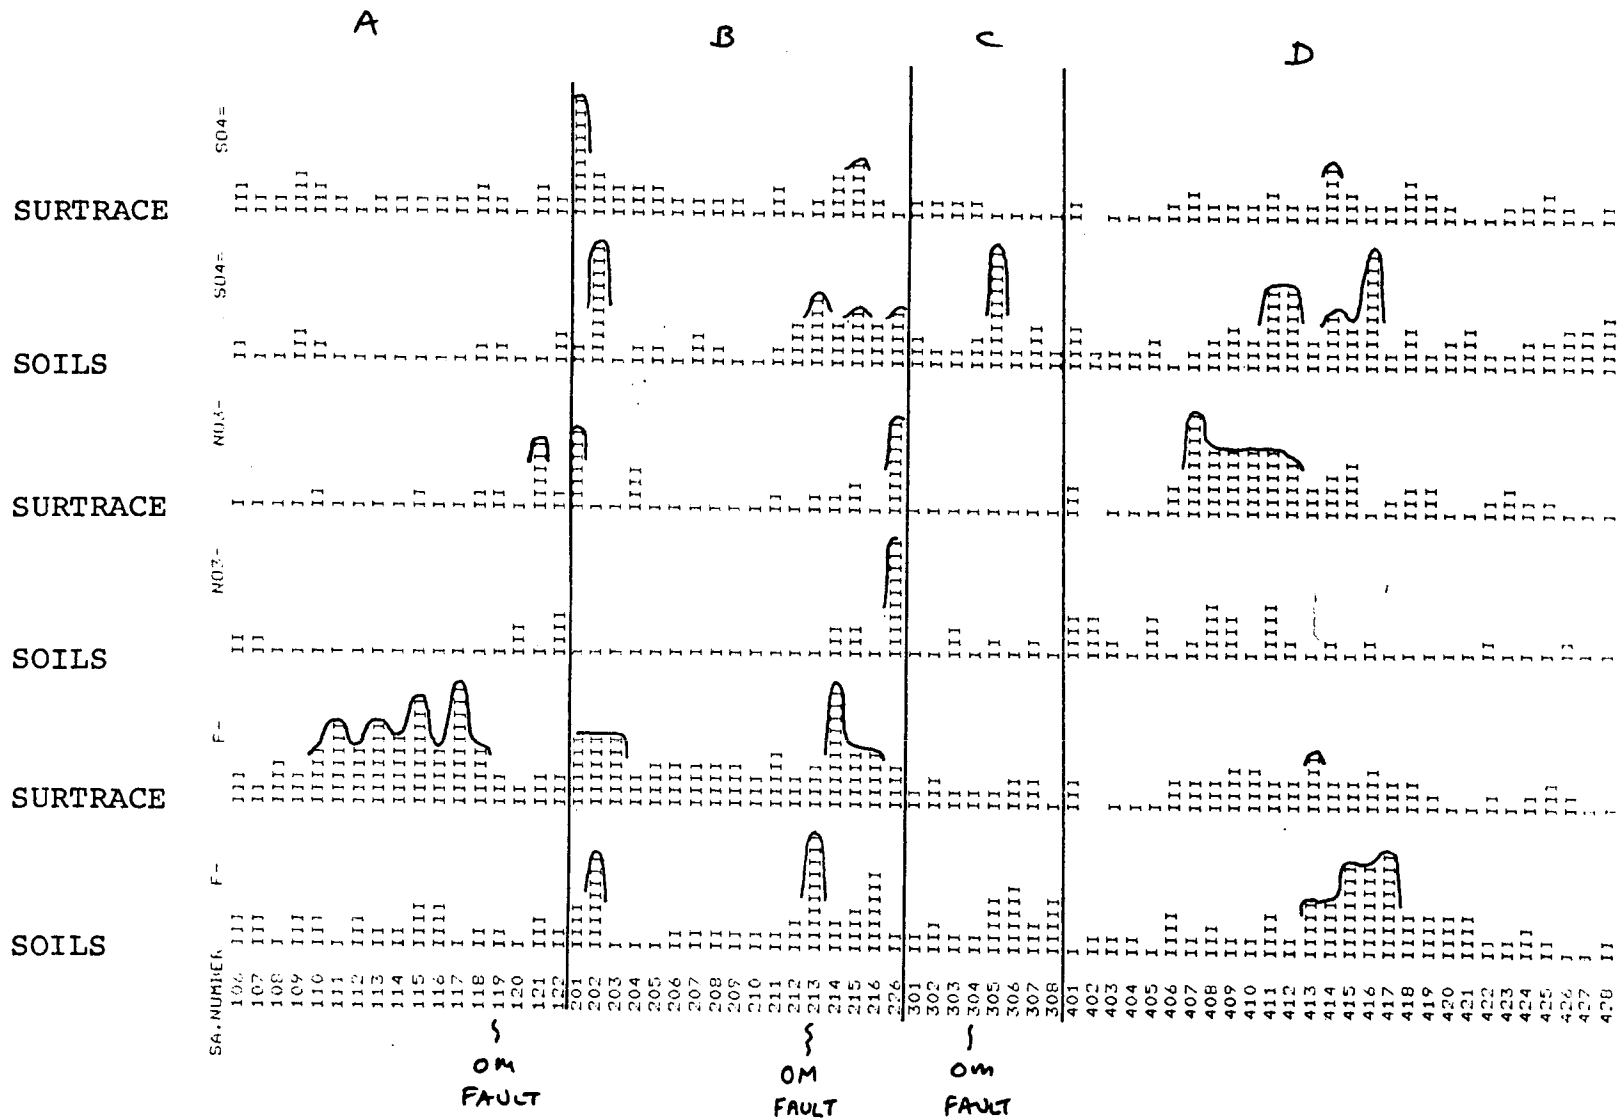 A B C D
SO4=
SURTRACE
SO4=
SOILS
NO3-
SURTRACE
NO3-
SOILS
F-
SURTRACE
F-
SOILS
SA.NUMBER 106 107 108 109 110 111 112 113 114 115 116 117 118 119 120 121 122 201 202 203 204 205 206 207 208 209 210 211 212 213 214 215 216 226 301 302 303 304 305 306 307 308 401 402 403 404 405 406 407 408 409 410 411 412 413 414 415 416 417 418 419 420 421 422 423 424 425 426 427 428
OM FAULT
OM FAULT
OM FAULT